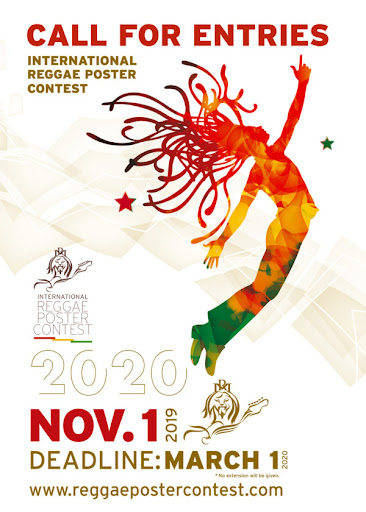 CALL FOR ENTRIES
INTERNATIONAL
REGGAE POSTER
CONTEST
INTERNATIONAL
REGGAE
POSTER
CONTEST
2020
NOV. 1 2019
DEADLINE: MARCH 1 2020
* No extension will be given.
www.reggaepostercontest.com